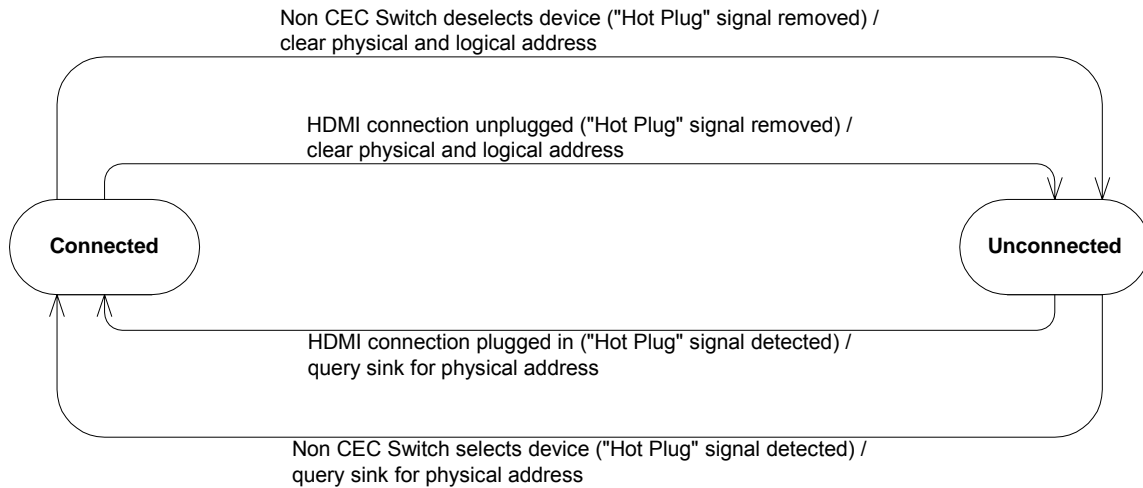 Non CEC Switch deselects device ("Hot Plug" signal removed) /
clear physical and logical address
HDMI connection unplugged ("Hot Plug" signal removed) /
clear physical and logical address
Connected
Unconnected
HDMI connection plugged in ("Hot Plug" signal detected) /
query sink for physical address
Non CEC Switch selects device ("Hot Plug" signal detected) /
query sink for physical address